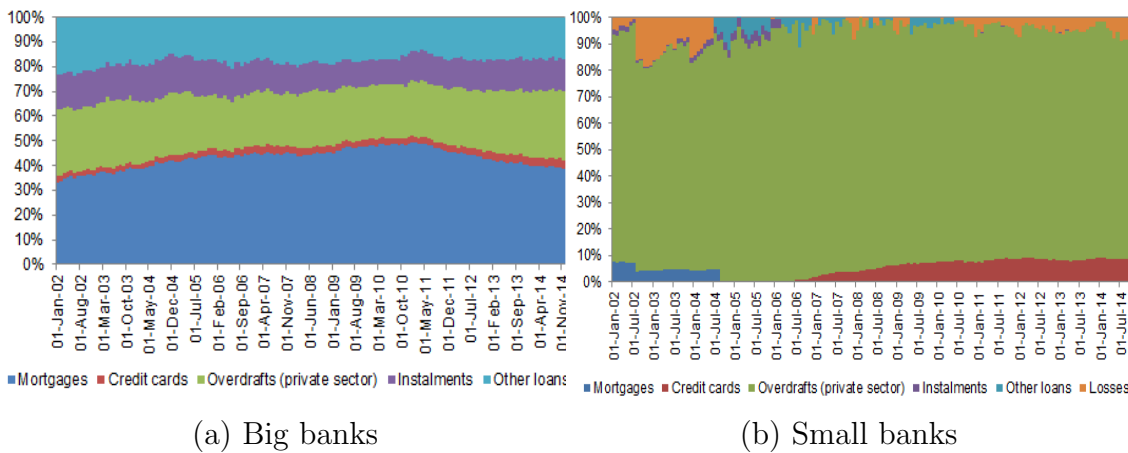 100%
90%
80%
70%
60%
50%
40%
30%
20%
10%
0%
01-Jan-02
01-Aug-02
01-Mar-03
01-Oct-03
01-May-04
01-Dec-04
01-Jul-05
01-Feb-06
01-Sep-06
01-Apr-07
01-Nov-07
01-Jun-08
01-Jan-09
01-Aug-09
01-Mar-10
01-Oct-10
01-May-11
01-Dec-11
01-Jul-12
01-Feb-13
01-Sep-13
01-Apr-14
01-Nov-14
Mortgages Credit cards Overdrafts (private sector) Instalments Other loans
(a) Big banks
100%
90%
80%
70%
60%
50%
40%
30%
20%
10%
0%
01-Jan-02
01-Jul-02
01-Jan-03
01-Jul-03
01-Jan-04
01-Jul-04
01-Jan-05
01-Jul-05
01-Jan-06
01-Jul-06
01-Jan-07
01-Jul-07
01-Jan-08
01-Jul-08
01-Jan-09
01-Jul-09
01-Jan-10
01-Jul-10
01-Jan-11
01-Jul-11
01-Jan-12
01-Jul-12
01-Jan-13
01-Jul-13
01-Jan-14
01-Jul-14
Mortgages Credit cards Overdrafts (private sector) Instalments Other loans Losses
(b) Small banks